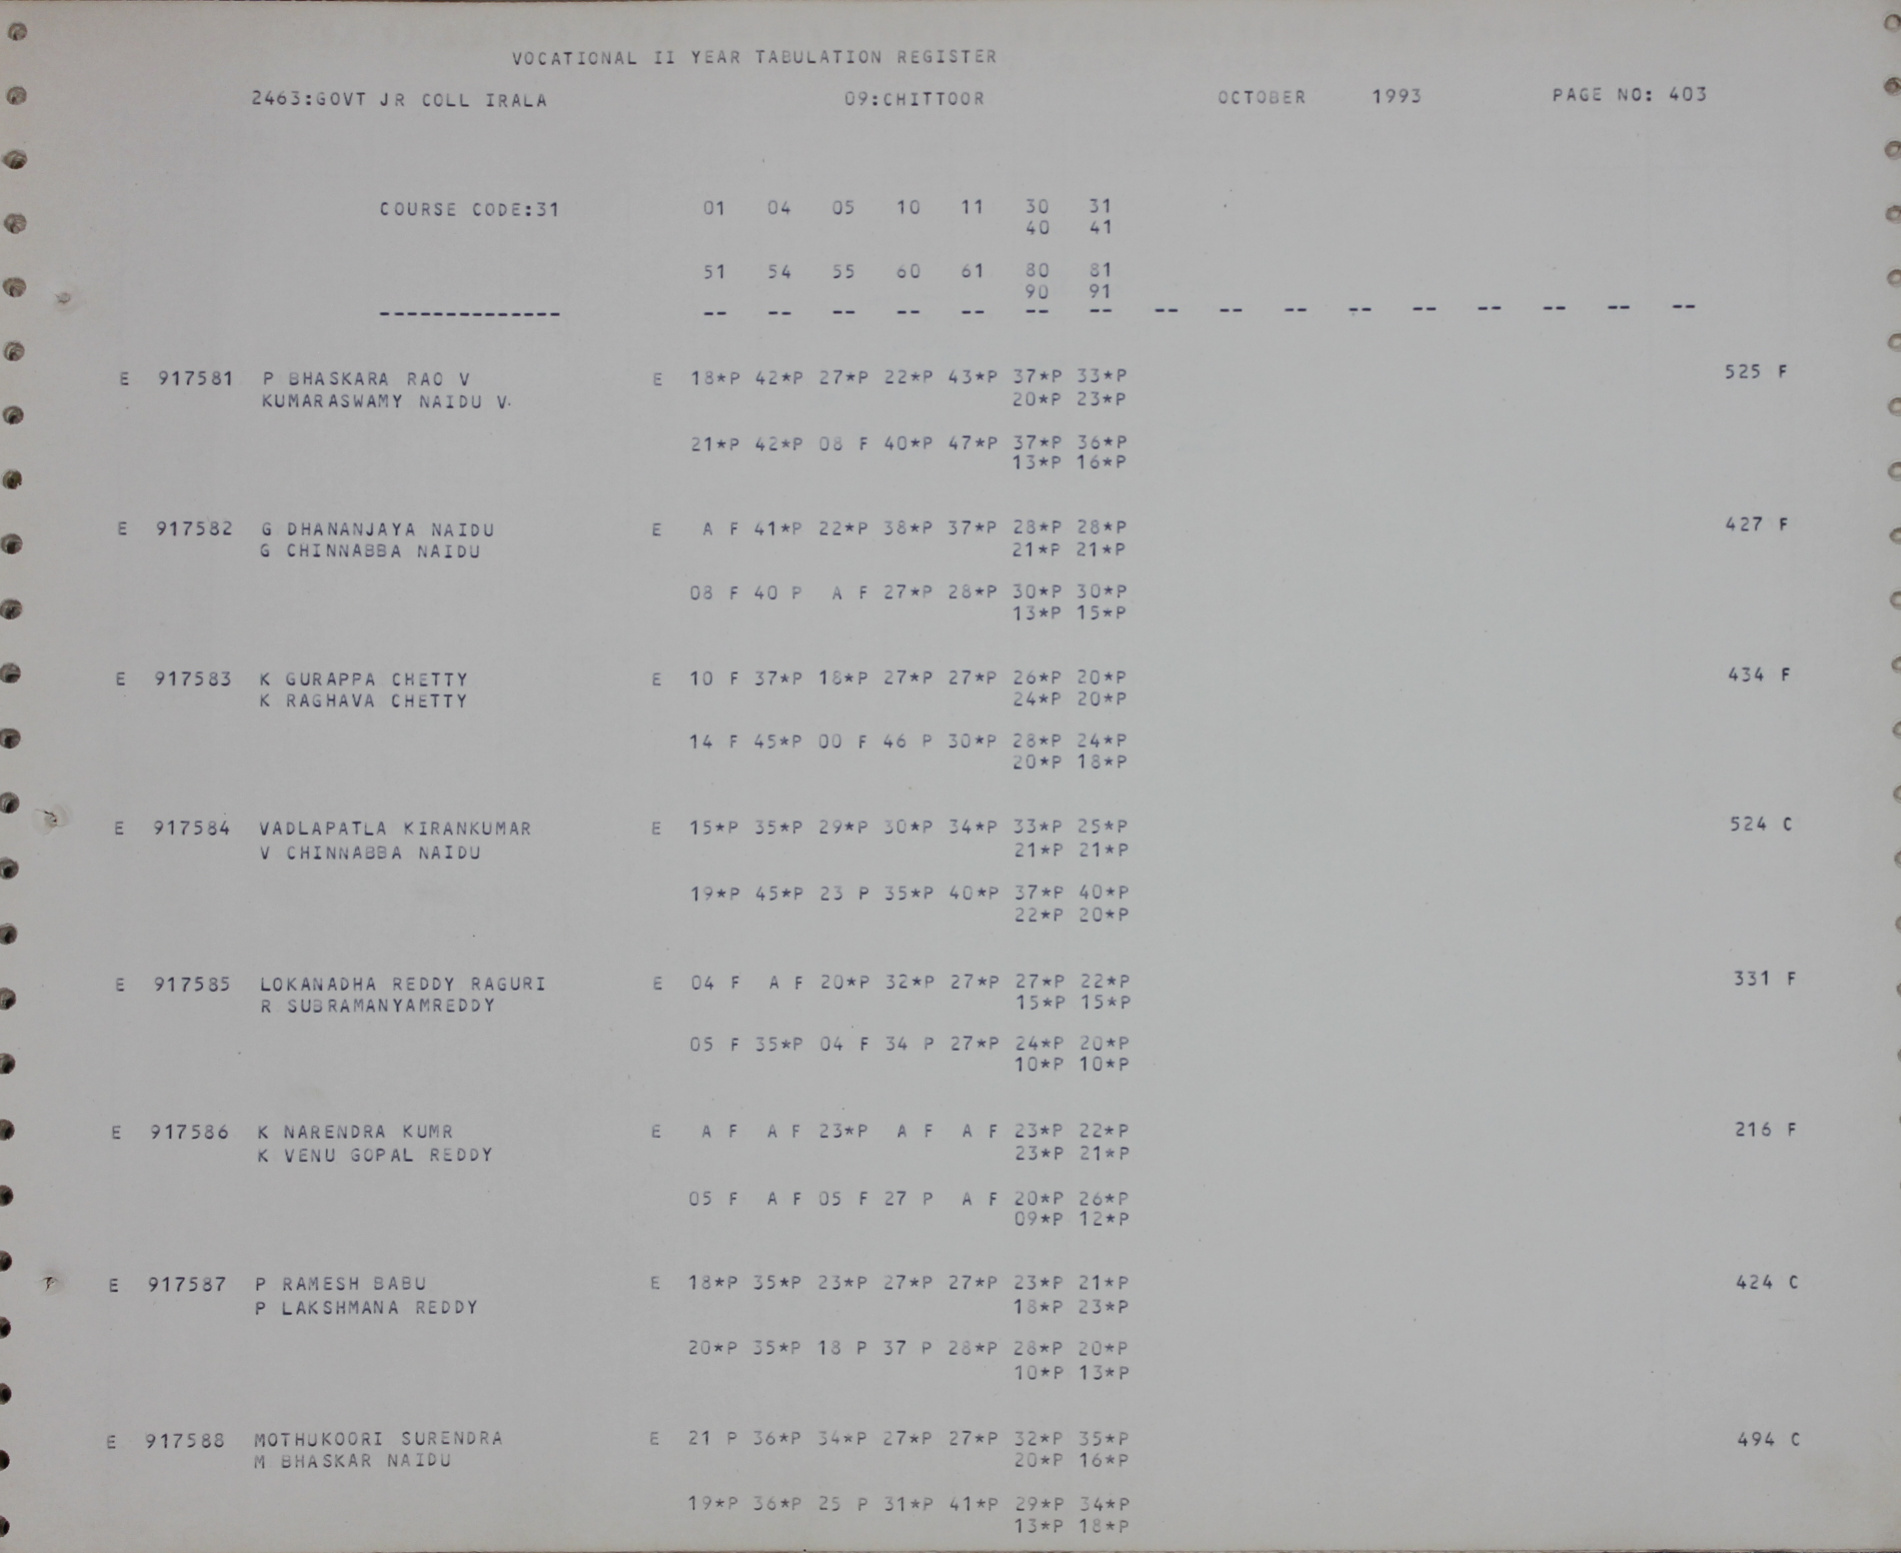 VOCATIONAL II YEAR TABULATION REGISTER
2463:GOVT JR COLL IRALA 09:CHITTOOR OCTOBER 1993 PAGE NO: 403
COURSE CODE:31 01 04 05 10 11 30 31
40 41
51 54 55 60 61 80 81
90 91
-------------- -- -- -- -- -- -- -- -- -- -- -- -- -- -- -- --
E 917581 P BHASKARA RAO V E 18*P 42*P 27*P 22*P 43*P 37*P 33*P 525 F
KUMARASWAMY NAIDU V 20*P 23*P
21*P 42*P 08 F 40*P 47*P 37*P 36*P
13*P 16*P
E 917582 G DHANANJAYA NAIDU E A F 41*P 22*P 38*P 37*P 28*P 28*P 427 F
G CHINNABBA NAIDU 21*P 21*P
08 F 40 P A F 27*P 28*P 30*P 30*P
13*P 15*P
E 917583 K GURAPPA CHETTY E 10 F 37*P 18*P 27*P 27*P 26*P 20*P 434 F
K RAGHAVA CHETTY 24*P 20*P
14 F 45*P 00 F 46 P 30*P 28*P 24*P
20*P 18*P
E 917584 VADLAPATLA KIRANKUMAR E 15*P 35*P 29*P 30*P 34*P 33*P 25*P 524 C
V CHINNABBA NAIDU 21*P 21*P
19*P 45*P 23 P 35*P 40*P 37*P 40*P
22*P 20*P
E 917585 LOKANADHA REDDY RAGURI E 04 F A F 20*P 32*P 27*P 27*P 22*P 331 F
R SUBRAMANYAMREDDY 15*P 15*P
05 F 35*P 04 F 34 P 27*P 24*P 20*P
10*P 10*P
E 917586 K NARENDRA KUMR E A F A F 23*P A F A F 23*P 22*P 216 F
K VENU GOPAL REDDY 23*P 21*P
05 F A F 05 F 27 P A F 20*P 26*P
09*P 12*P
E 917587 P RAMESH BABU E 18*P 35*P 23*P 27*P 27*P 23*P 21*P 424 C
P LAKSHMANA REDDY 18*P 23*P
20*P 35*P 18 P 37 P 28*P 28*P 20*P
10*P 13*P
E 917588 MOTHUKOORI SURENDRA E 21 P 36*P 34*P 27*P 27*P 32*P 35*P 494 C
M BHASKAR NAIDU 20*P 16*P
19*P 36*P 25 P 31*P 41*P 29*P 34*P
13*P 18*P